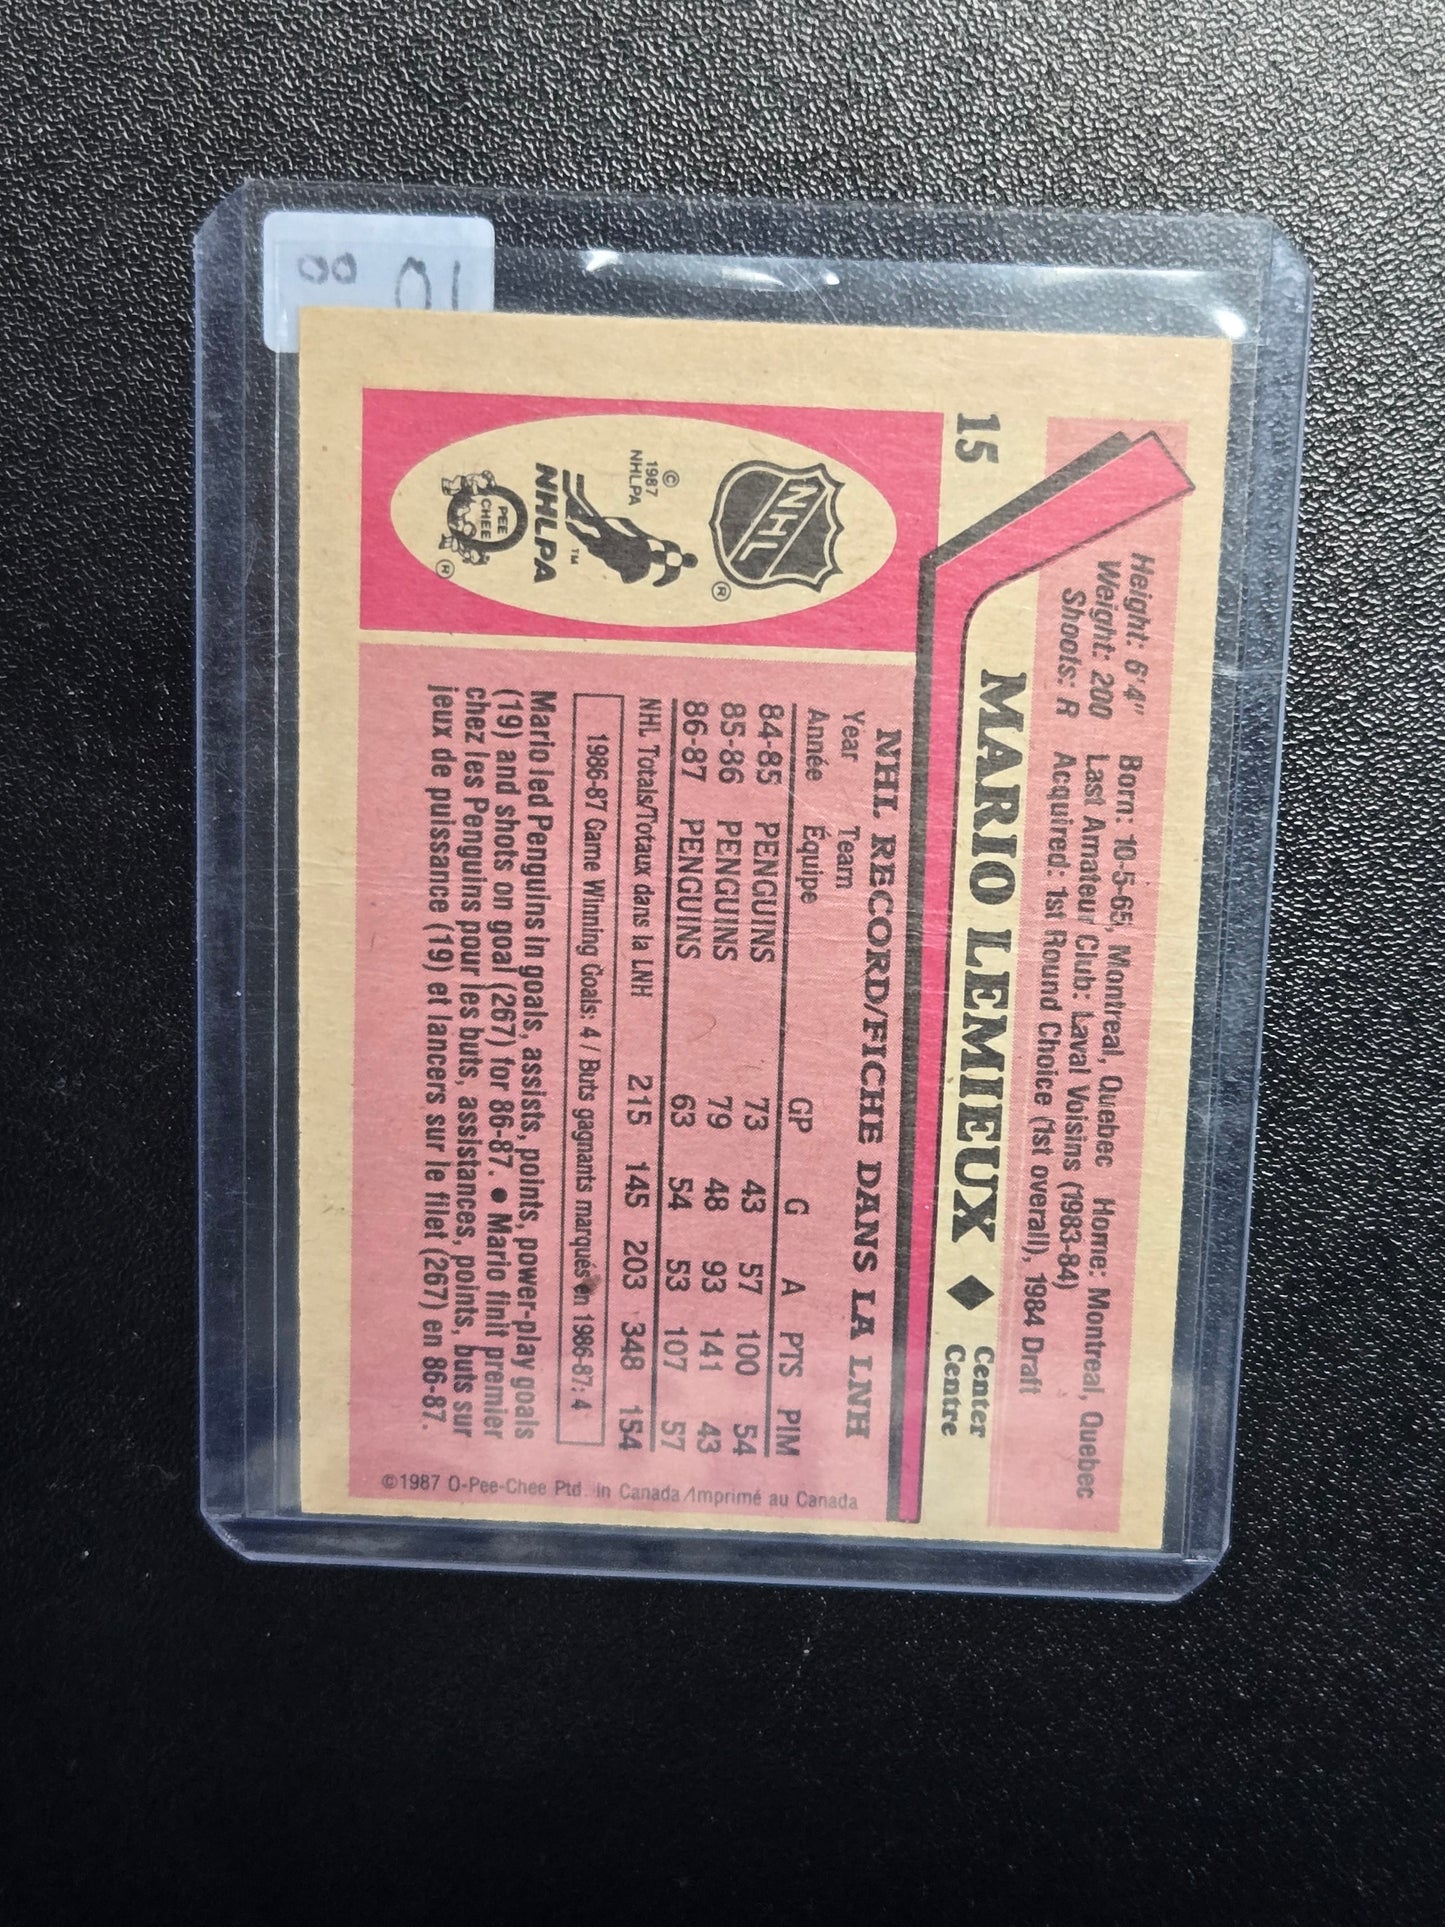 15
Height: 6'4"
Weight: 200
Shoots: R
Born: 10-5-65, Montreal, Quebec Home: Montreal, Quebec
Last Amateur Club: Laval Voisins (1983-84)
Acquired: 1st Round Choice (1st overall), 1984 Draft
MARIO LEMIEUX ◆ Center
Centre
NHL RECORD/FICHE DANS LA LNH
Year Team
Année Équipe GP G A PTS PIM
84-85 PENGUINS 73 43 57 100 54
85-86 PENGUINS 79 48 93 141 43
86-87 PENGUINS 63 54 53 107 57
NHL Totals/Totaux dans la LNH 215 145 203 348 154
1986-87 Game Winning Goals: 4 / Buts gagnants marqués en 1986-87: 4
Mario led Penguins in goals, assists, points, power-play goals
(19) and shots on goal (267) for 86-87. ● Mario finit premier
chez les Penguins pour les buts, assistances, points, buts sur
jeux de puissance (19) et lancers sur le filet (267) en 86-87.
©1987 O-Pee-Chee Ptd. in Canada/Imprimé au Canada
NHL ®
©
1987
NHLPA
™
NHLPA
PEE
CHEE
®